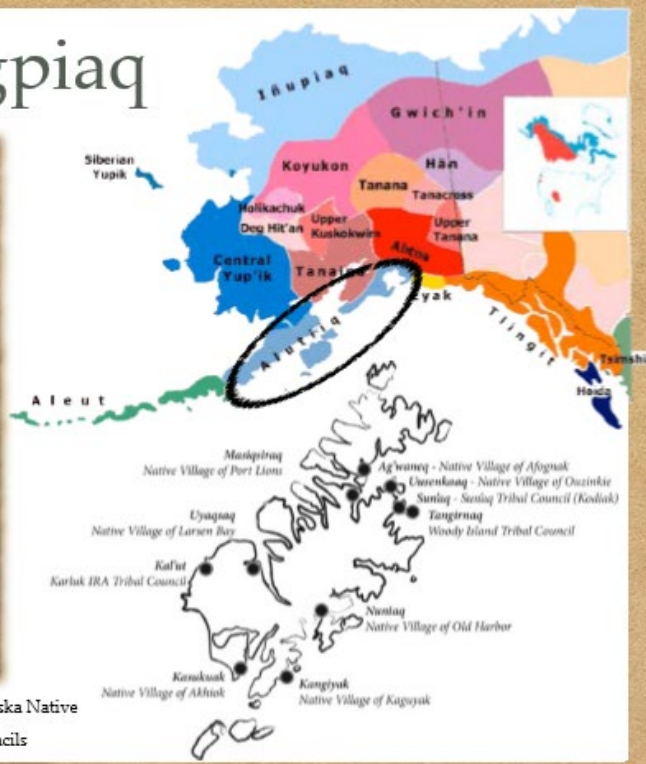 gpiaq
Iñupiaq
Gwich'in
Siberian
Yupik
Koyukon
Hän
Tanana
Tanacross
Holikachuk
Deg Hit'an
Upper
Kuskokwim
Upper
Tanana
Ahtna
Central
Yup'ik
Tanaina
Eyak
Alutiiq
Tlingit
Tsimshi
Haida
Aleut
Masiqsiraq
Native Village of Port Lions
Ag'waneq - Native Village of Afognak
Uusenkaaq - Native Village of Ouzinkie
Sun'aq - Sun'aq Tribal Council (Kodiak)
Tangirnaq
Woody Island Tribal Council
Uyaqsaq
Native Village of Larsen Bay
Kal'ut
Karluk IRA Tribal Council
Nuniaq
Native Village of Old Harbor
Kasukuak
Native Village of Akhiok
Kangiyak
Native Village of Kaguyak
ska Native
cils